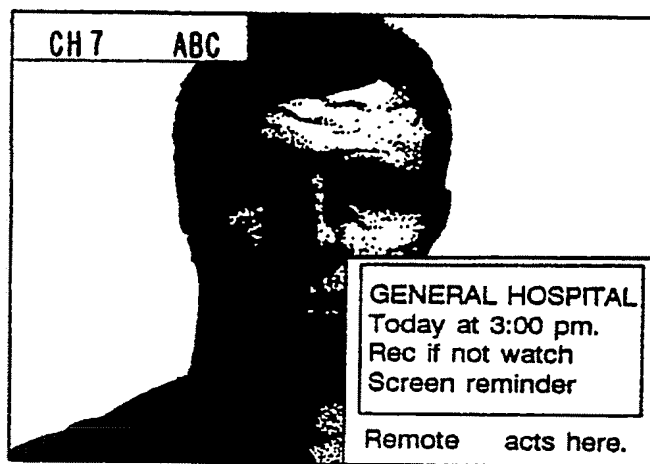 CH 7 ABC
GENERAL HOSPITAL
Today at 3:00 pm.
Rec if not watch
Screen reminder
Remote acts here.